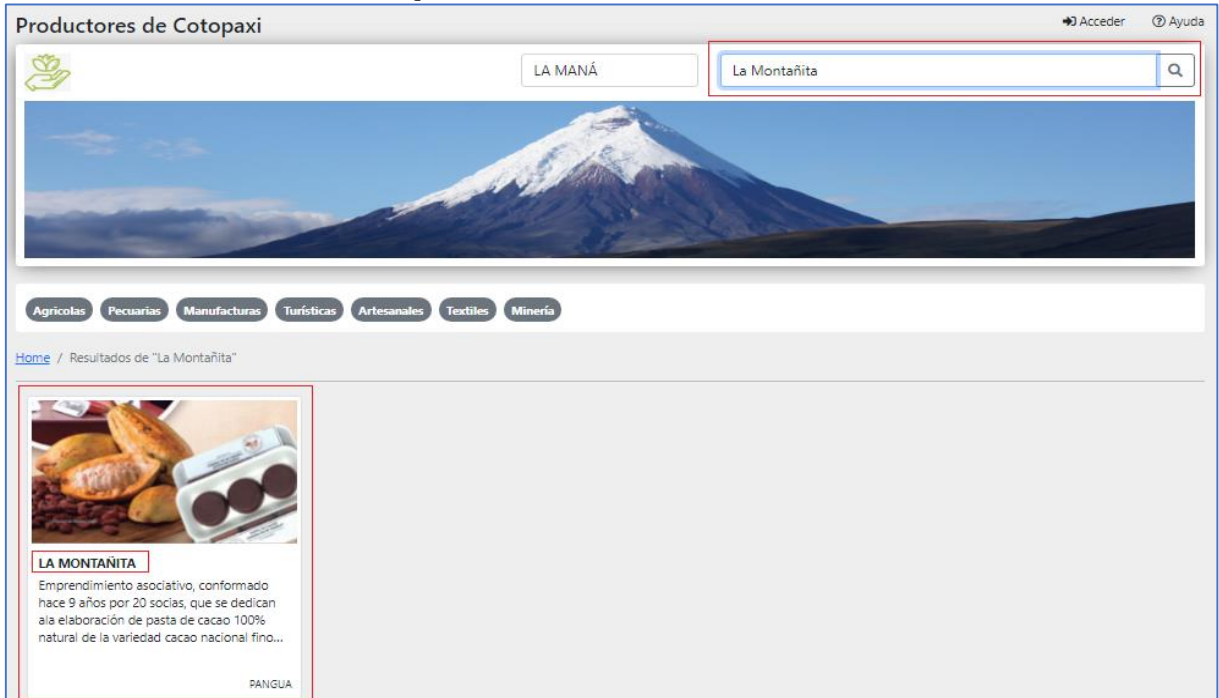 Productores de Cotopaxi
Acceder
Ayuda
LA MANÁ
La Montañita
Agricolas
Pecuarias
Manufacturas
Turísticas
Artesanales
Textiles
Minería
Home / Resultados de "La Montañita"
LA MONTAÑITA
Emprendimiento asociativo, conformado
hace 9 años por 20 socias, que se dedican
ala elaboración de pasta de cacao 100%
natural de la variedad cacao nacional fino...
PANGUA